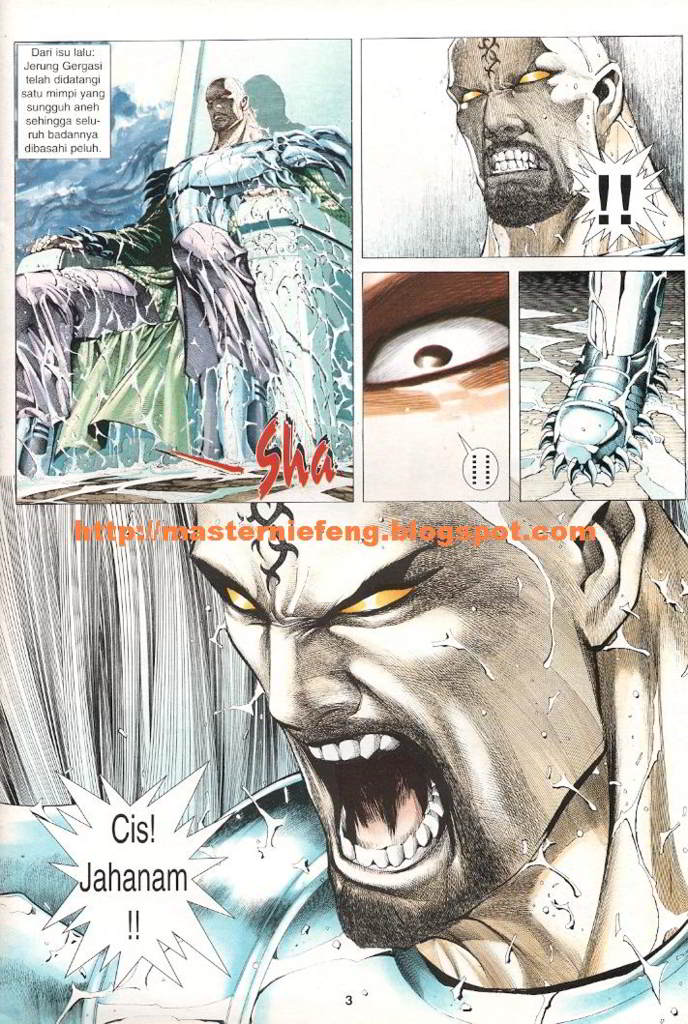 Dari isu lalu:
Jerung Gergasi
telah didatangi
satu mimpi yang
sungguh aneh
sehingga selu-
ruh badannya
dibasahi peluh.
!!
Sha
......
http://masterniefeng.blogspot.com/
Cis!
Jahanam
!!
3